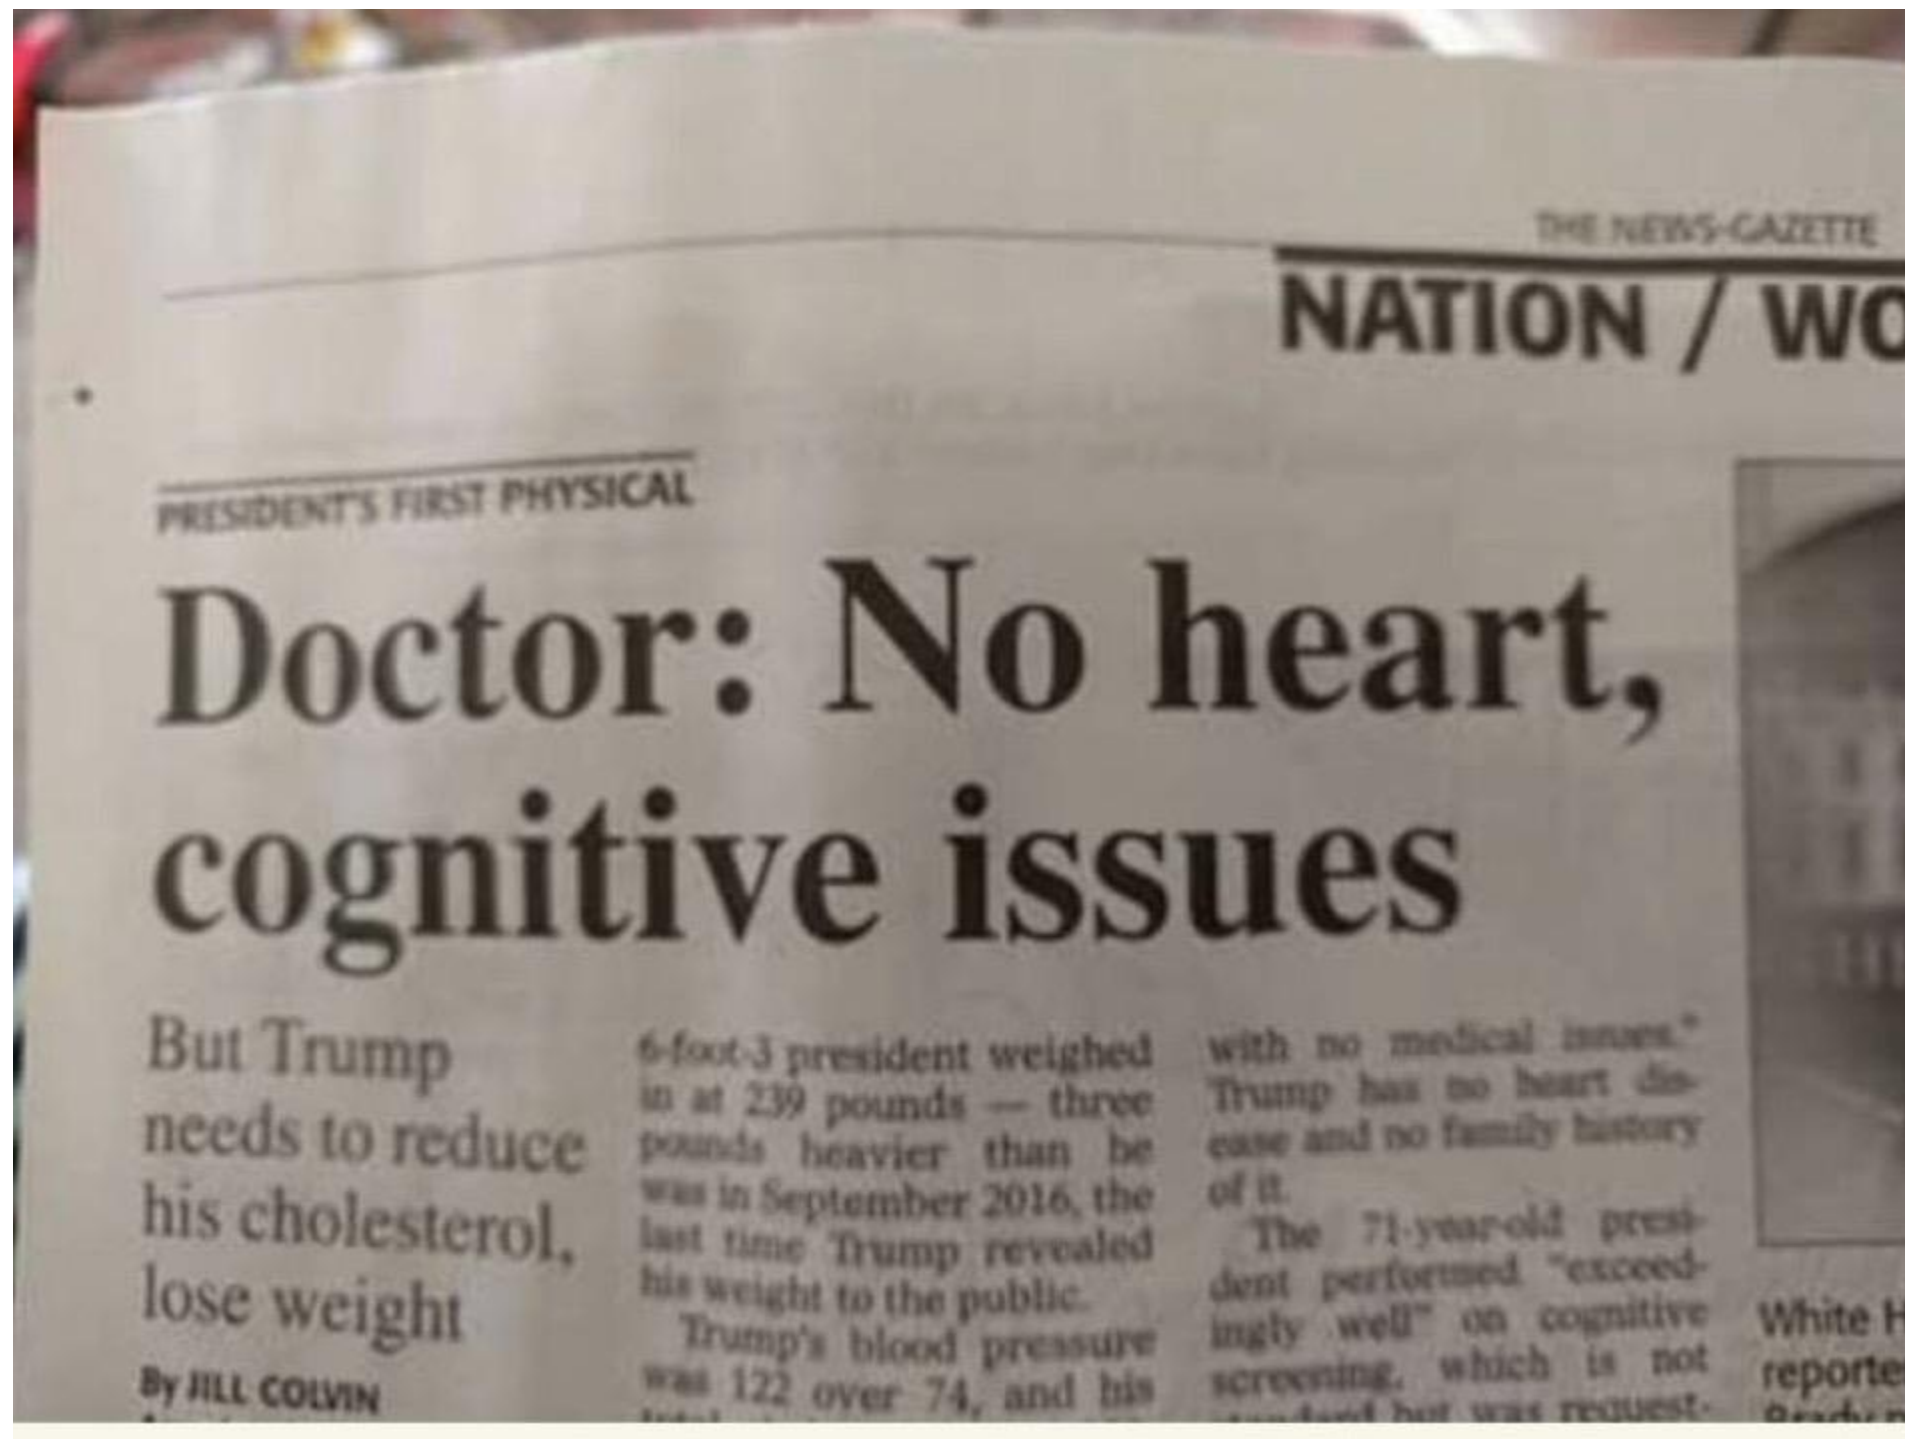 THE NEWS-GAZETTE
NATION / WO
PRESIDENT'S FIRST PHYSICAL
Doctor: No heart,
cognitive issues
But Trump
needs to reduce
his cholesterol,
lose weight
By JILL COLVIN
6-foot-3 president weighed
in at 239 pounds — three
pounds heavier than he
was in September 2016, the
last time Trump revealed
his weight to the public.
Trump's blood pressure
was 122 over 74, and his
with no medical issues."
Trump has no heart dis-
ease and no family history
of it.
The 71-year-old presi-
dent performed "exceed-
ingly well" on cognitive
screening, which is not
standard but was request-
White H
reporte
Brady